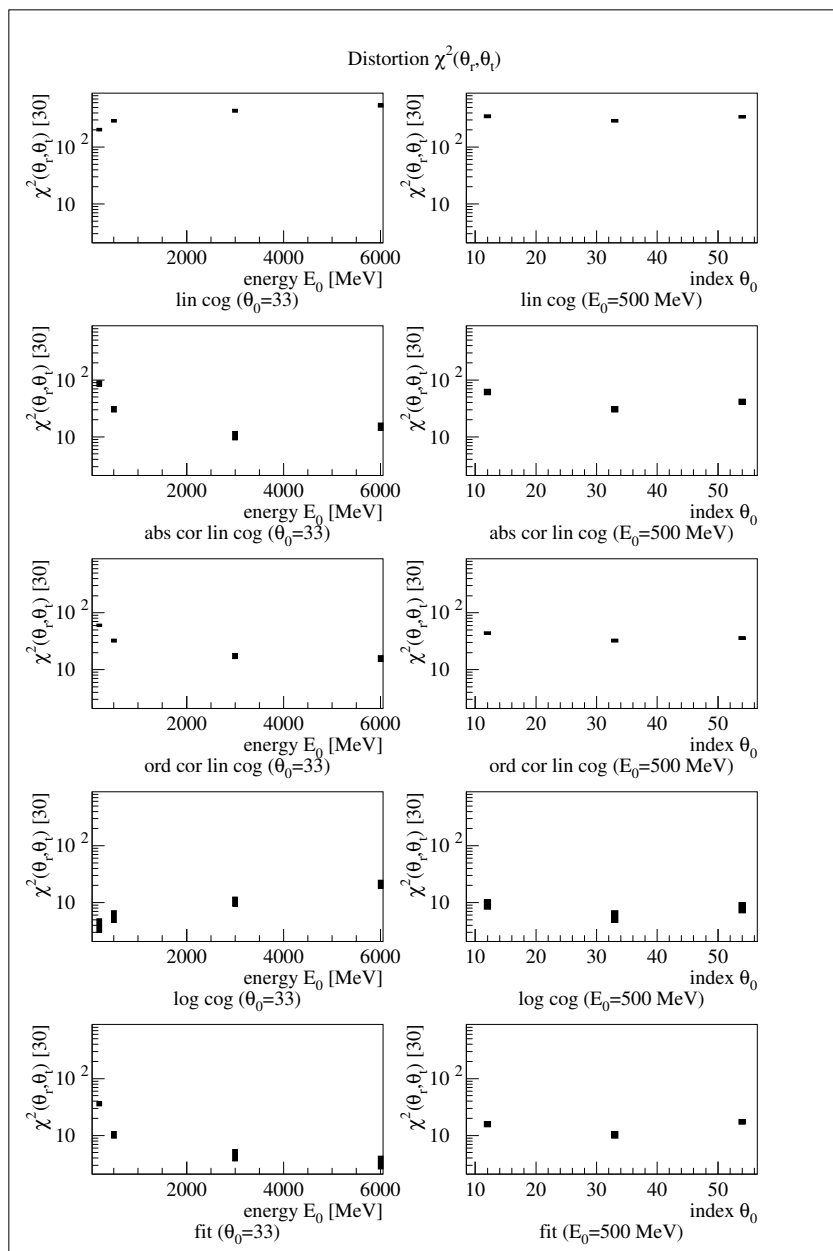 Distortion χ²(θr,θt)
χ²(θr,θt) [30]
10²
10
2000 4000 6000
energy E₀ [MeV]
lin cog (θ₀=33)
χ²(θr,θt) [30]
10²
10
10 20 30 40 50
index θ₀
lin cog (E₀=500 MeV)
χ²(θr,θt) [30]
10²
10
2000 4000 6000
energy E₀ [MeV]
abs cor lin cog (θ₀=33)
χ²(θr,θt) [30]
10²
10
10 20 30 40 50
index θ₀
abs cor lin cog (E₀=500 MeV)
χ²(θr,θt) [30]
10²
10
2000 4000 6000
energy E₀ [MeV]
ord cor lin cog (θ₀=33)
χ²(θr,θt) [30]
10²
10
10 20 30 40 50
index θ₀
ord cor lin cog (E₀=500 MeV)
χ²(θr,θt) [30]
10²
10
2000 4000 6000
energy E₀ [MeV]
log cog (θ₀=33)
χ²(θr,θt) [30]
10²
10
10 20 30 40 50
index θ₀
log cog (E₀=500 MeV)
χ²(θr,θt) [30]
10²
10
2000 4000 6000
energy E₀ [MeV]
fit (θ₀=33)
χ²(θr,θt) [30]
10²
10
10 20 30 40 50
index θ₀
fit (E₀=500 MeV)